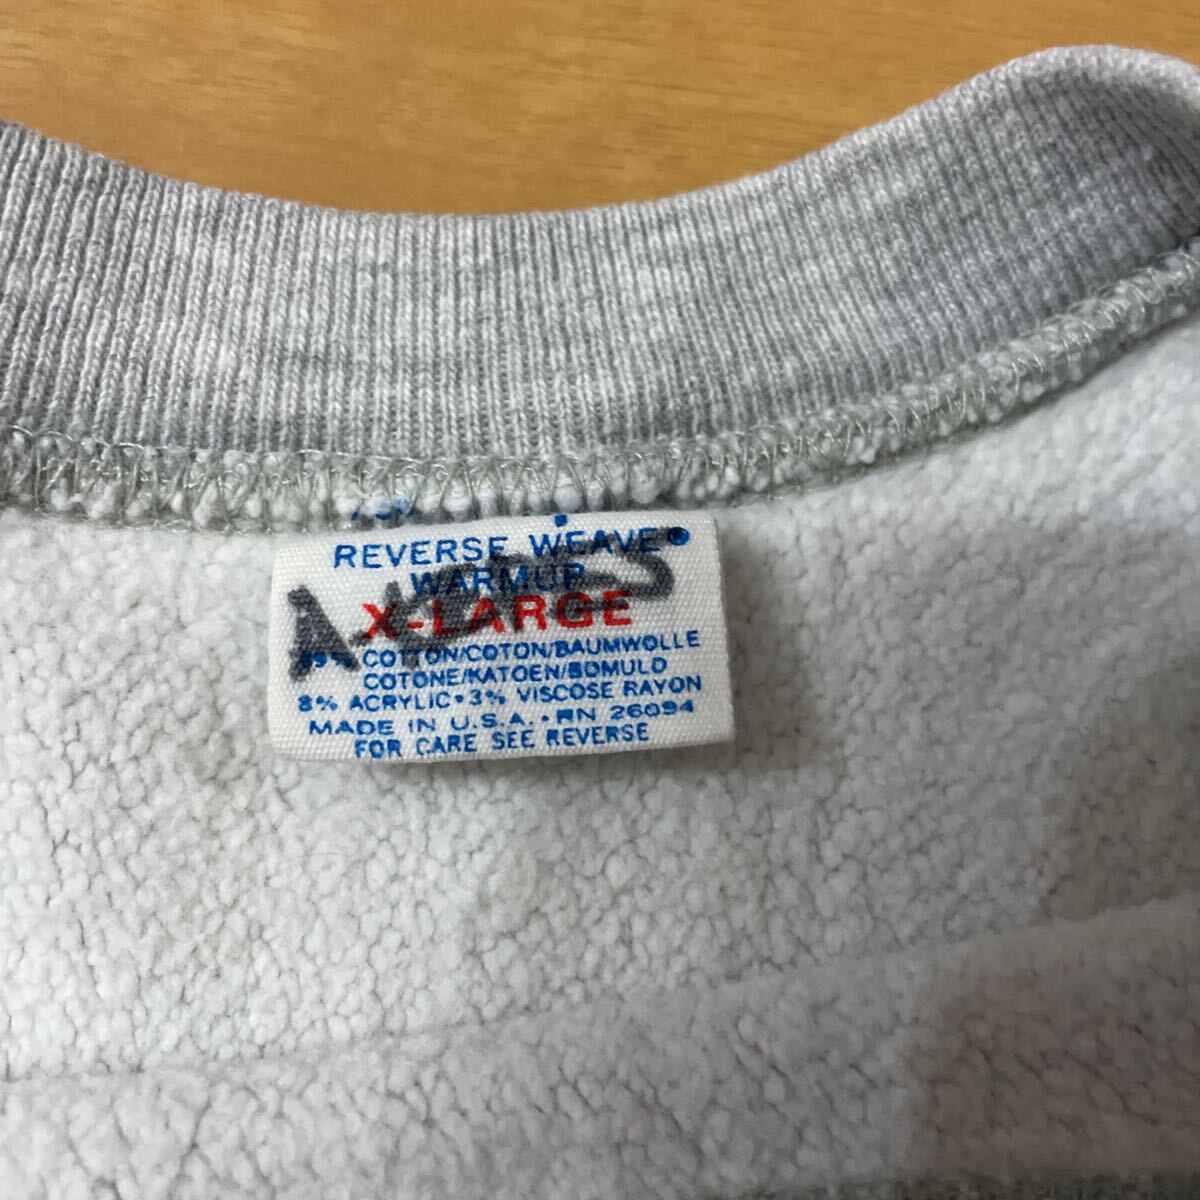 REVERSE WEAVE®
WARMUP
X-LARGE
COTTON/COTON/BAUMWOLLE
COTONE/KATOEN/BOMULD
8% ACRYLIC • 3% VISCOSE RAYON
MADE IN U.S.A. • RN 26094
FOR CARE SEE REVERSE